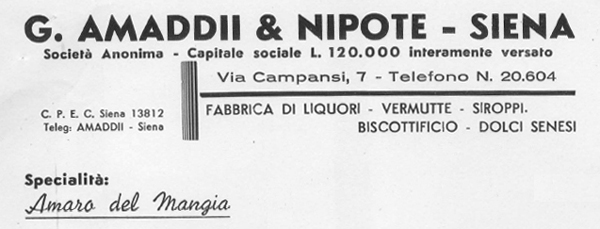 G. AMADDII & NIPOTE - SIENA
Società Anonima - Capitale sociale L. 120.000 interamente versato
Via Campansi, 7 - Telefono N. 20.604
C. P. E. C. Siena 13812
Teleg: AMADDII - Siena
FABBRICA DI LIQUORI - VERMUTTE - SIROPPI.
BISCOTTIFICIO - DOLCI SENESI
Specialità:
Amaro del Mangia